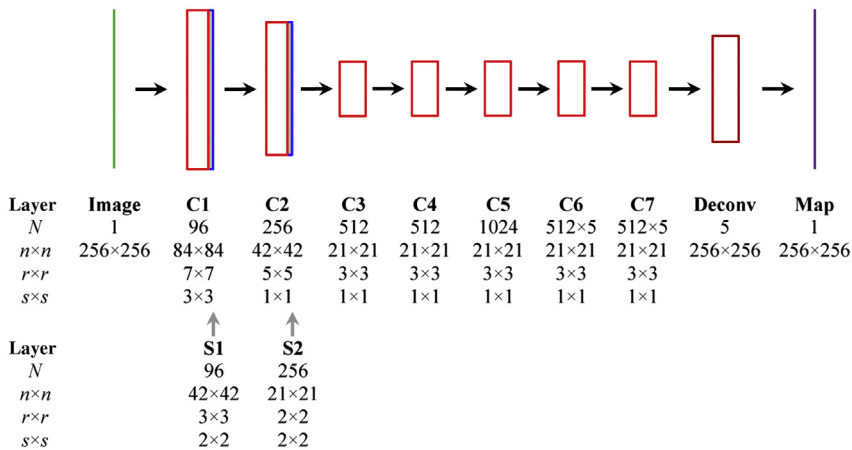 Layer Image C1 C2 C3 C4 C5 C6 C7 Deconv Map
N 1 96 256 512 512 1024 512×5 512×5 5 1
n×n 256×256 84×84 42×42 21×21 21×21 21×21 21×21 21×21 256×256 256×256
r×r 7×7 5×5 3×3 3×3 3×3 3×3 3×3
s×s 3×3 1×1 1×1 1×1 1×1 1×1 1×1
Layer S1 S2
N 96 256
n×n 42×42 21×21
r×r 3×3 2×2
s×s 2×2 2×2